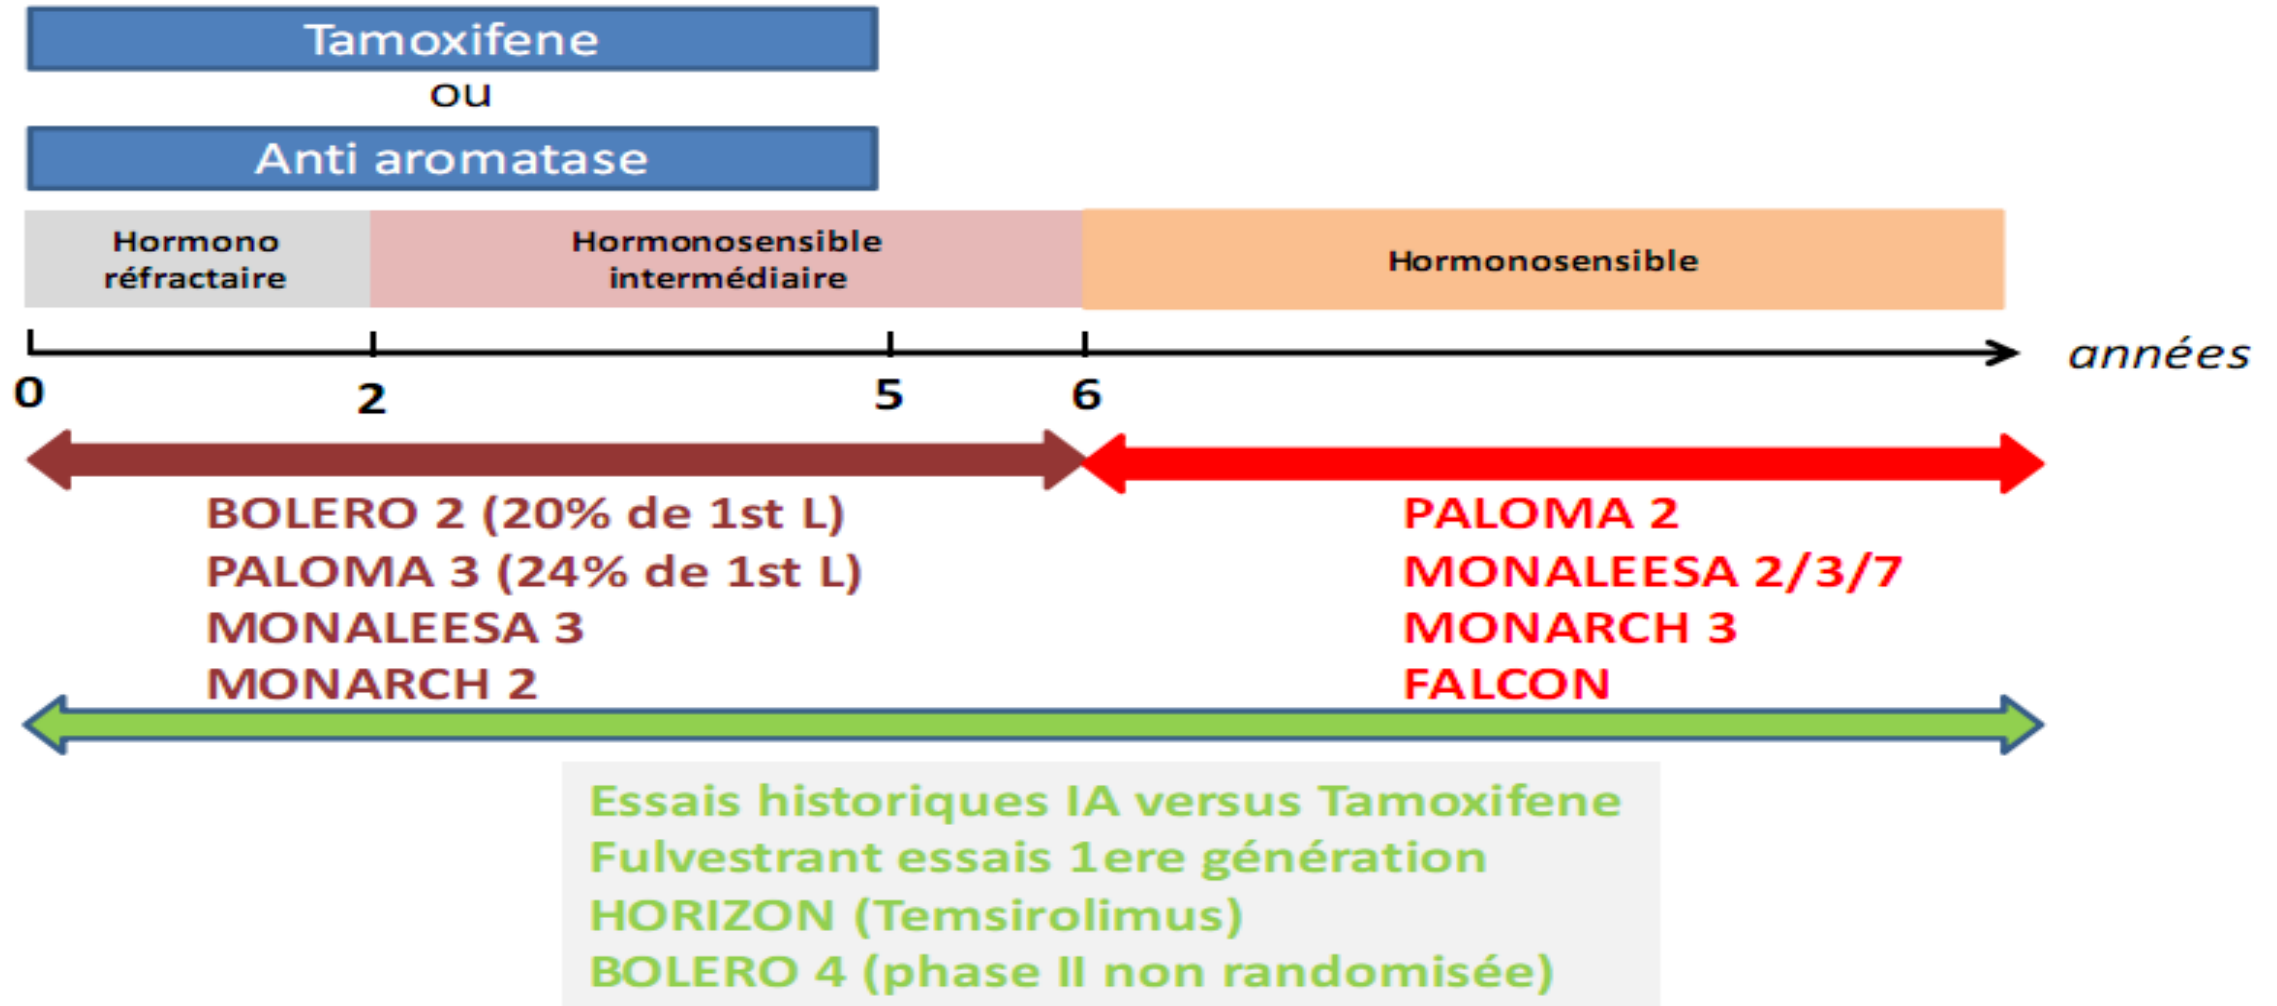 Tamoxifene
ou
Anti aromatase
Hormono
réfractaire
Hormonosensible
intermédiaire
Hormonosensible
années
0
2
5
6
BOLERO 2 (20% de 1st L)
PALOMA 3 (24% de 1st L)
MONALEESA 3
MONARCH 2
PALOMA 2
MONALEESA 2/3/7
MONARCH 3
FALCON
Essais historiques IA versus Tamoxifene
Fulvestrant essais 1ere génération
HORIZON (Temsirolimus)
BOLERO 4 (phase II non randomisée)